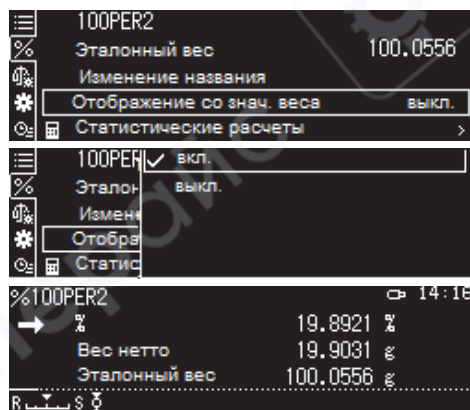 100PER2
Эталонный вес 100.0556
Изменение названия
Отображение со знач. веса выкл.
Статистические расчеты >
100PER вкл.
Эталон выкл.
Измене
Отобра
Статис
%100PER2 14:16
% 19.8921 %
Вес нетто 19.9031 g
Эталонный вес 100.0556 g
R S